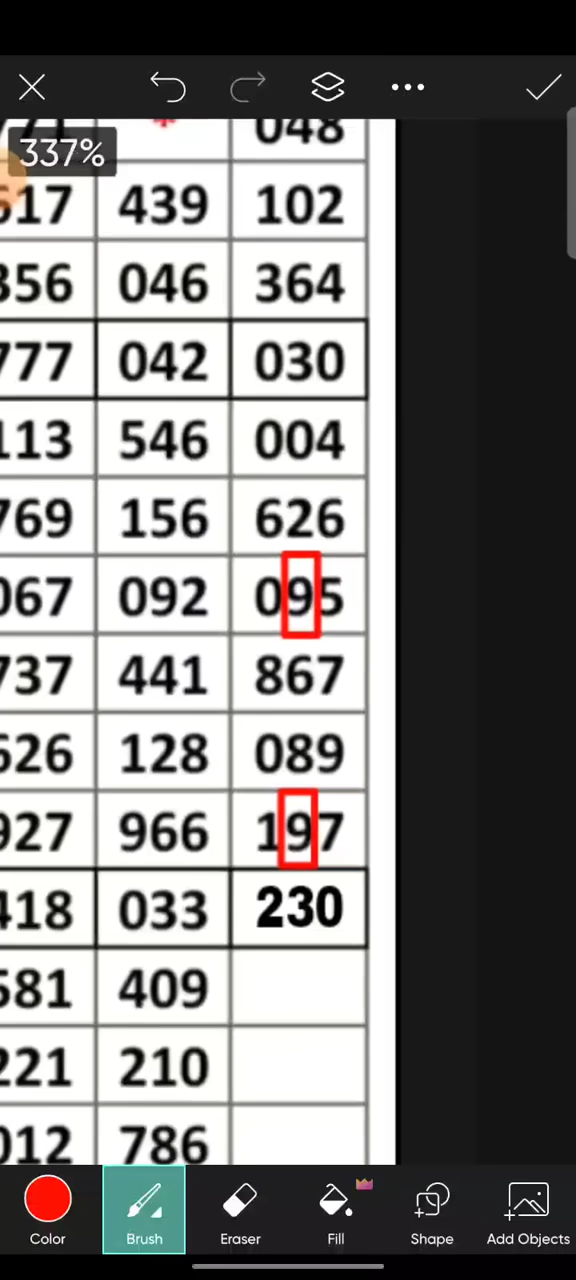 048
337%
517 439 102
356 046 364
777 042 030
113 546 004
769 156 626
067 092 095
737 441 867
626 128 089
927 966 197
418 033 230
581 409
221 210
012 786
Color Brush Eraser Fill Shape Add Objects